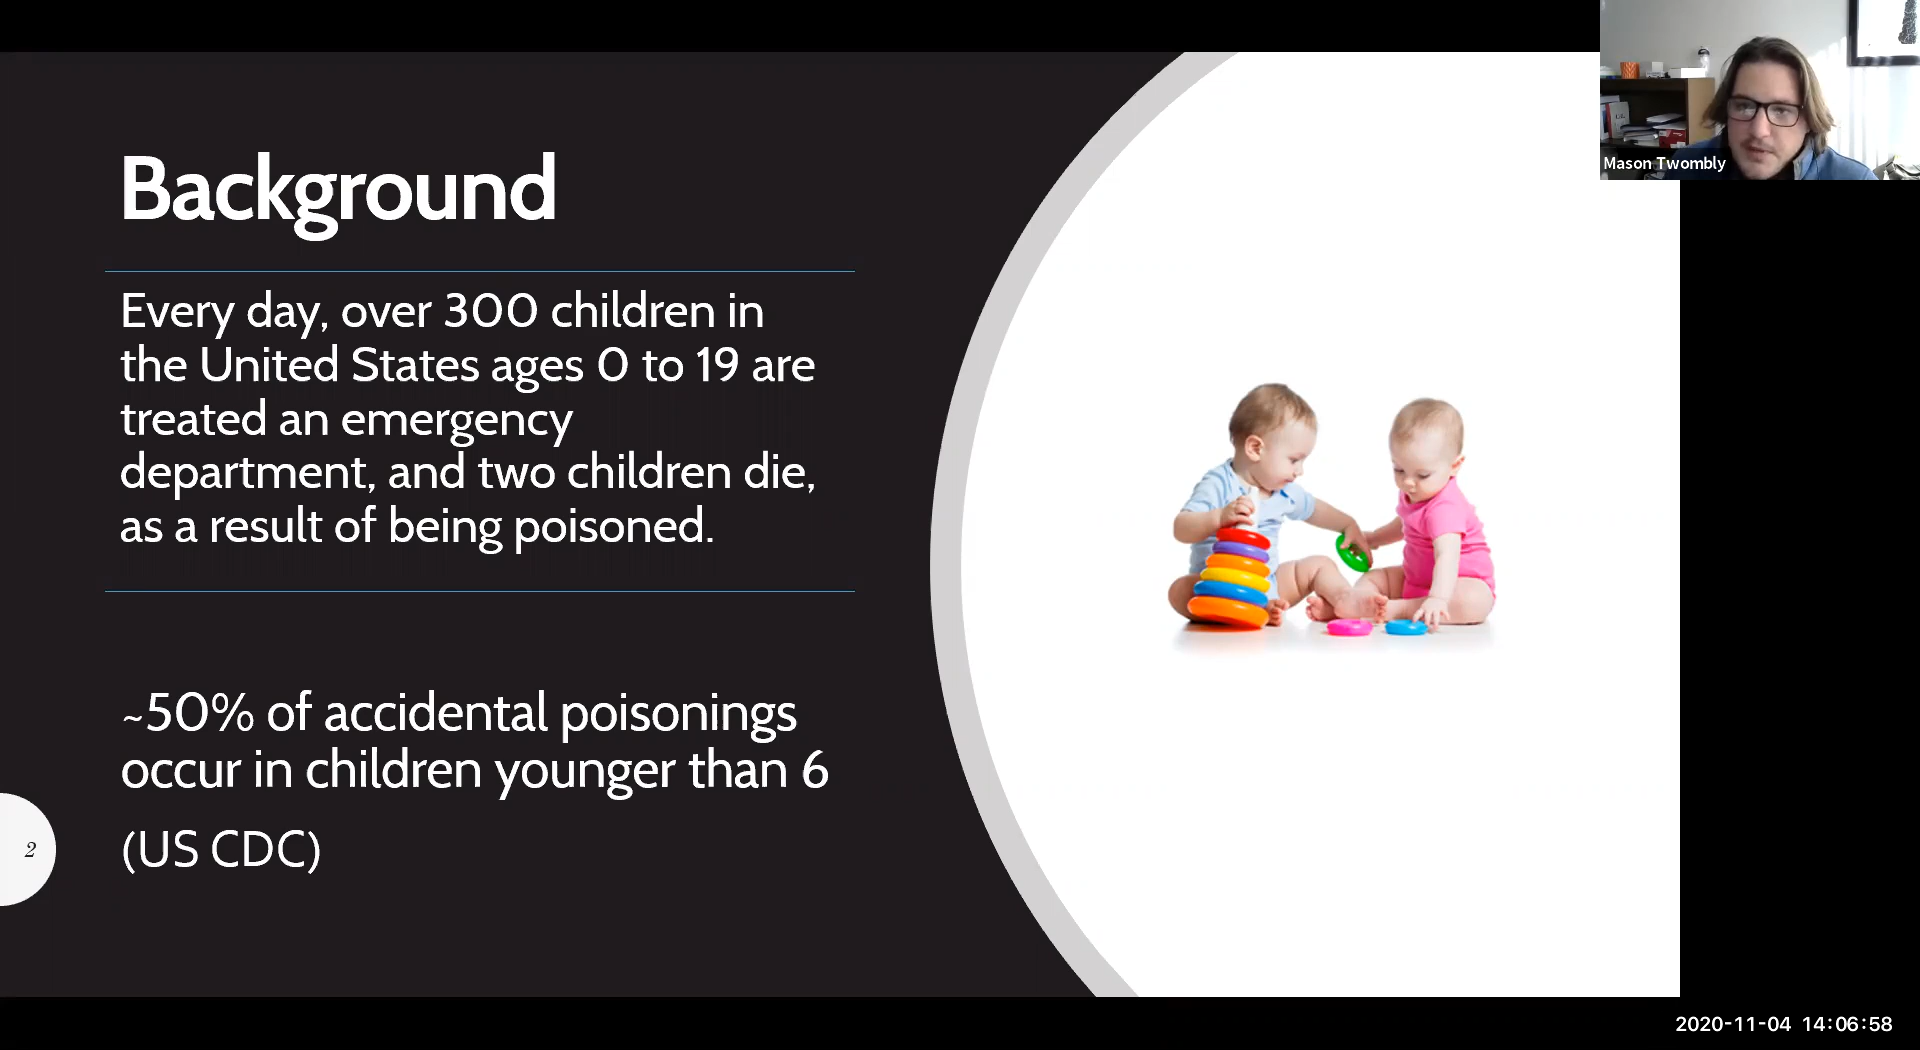 Background
Every day, over 300 children in
the United States ages 0 to 19 are
treated an emergency
department, and two children die,
as a result of being poisoned.
~50% of accidental poisonings
occur in children younger than 6
(US CDC)
2
Mason Twombly
2020-11-04 14:06:58